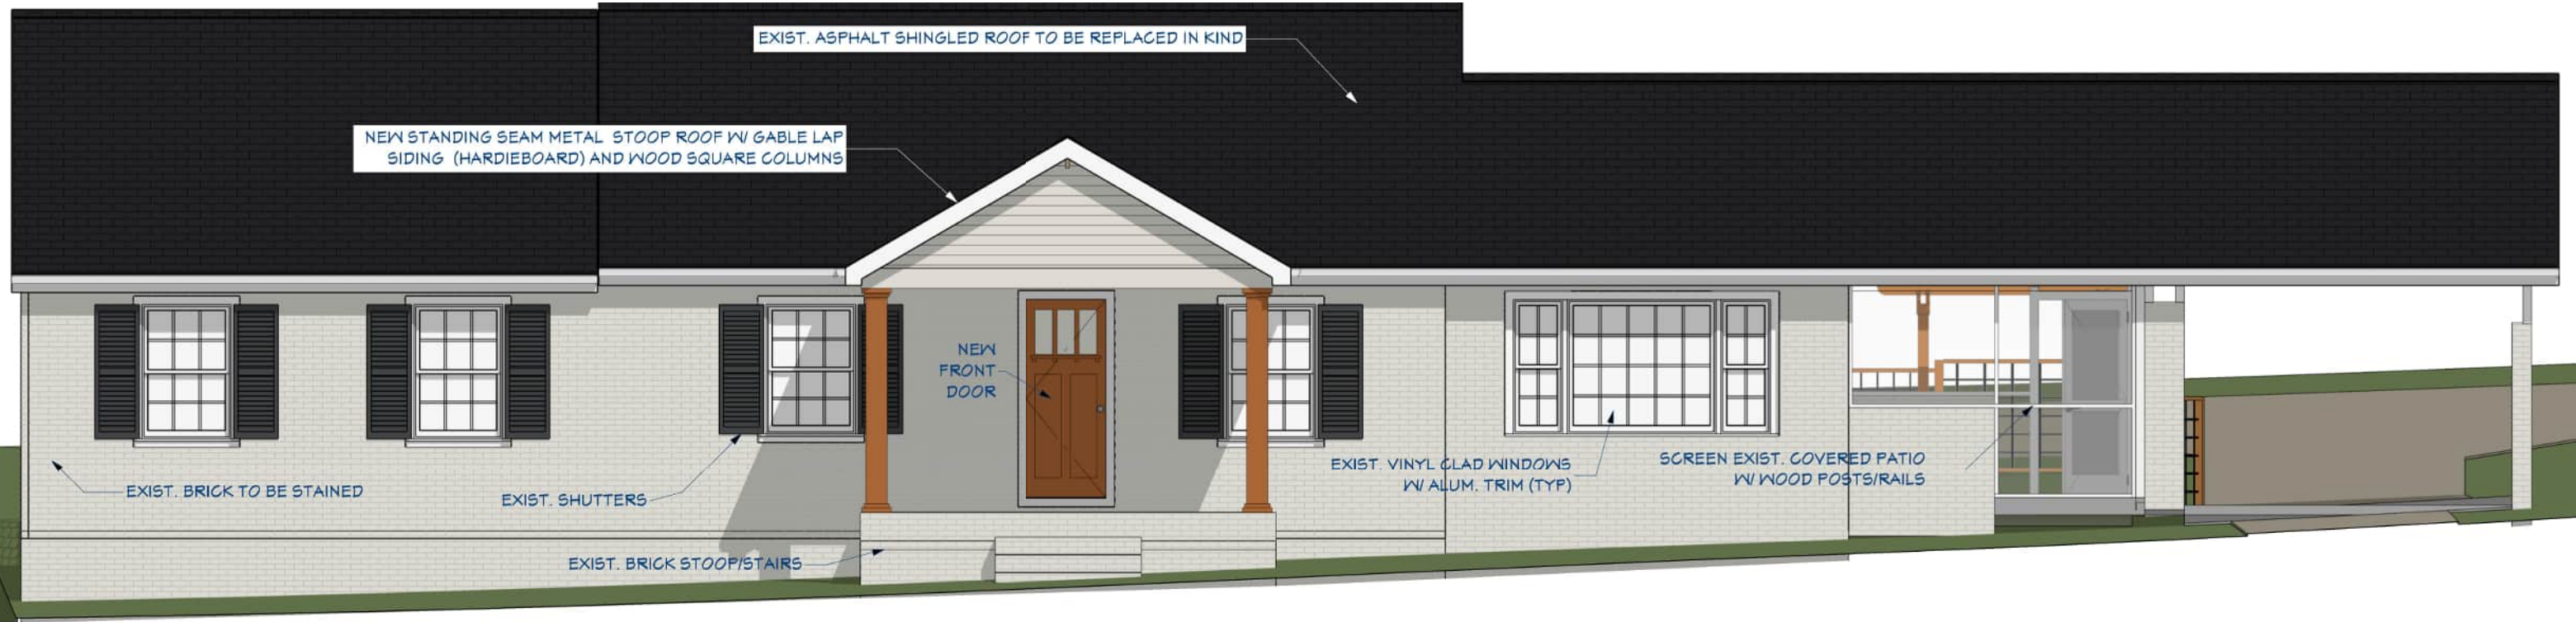 EXIST. ASPHALT SHINGLED ROOF TO BE REPLACED IN KIND
NEW STANDING SEAM METAL STOOP ROOF W/ GABLE LAP
SIDING (HARDIEBOARD) AND WOOD SQUARE COLUMNS
NEW
FRONT
DOOR
EXIST. BRICK TO BE STAINED
EXIST. SHUTTERS
EXIST. VINYL CLAD WINDOWS
W/ ALUM. TRIM (TYP)
SCREEN EXIST. COVERED PATIO
W/ WOOD POSTS/RAILS
EXIST. BRICK STOOP/STAIRS